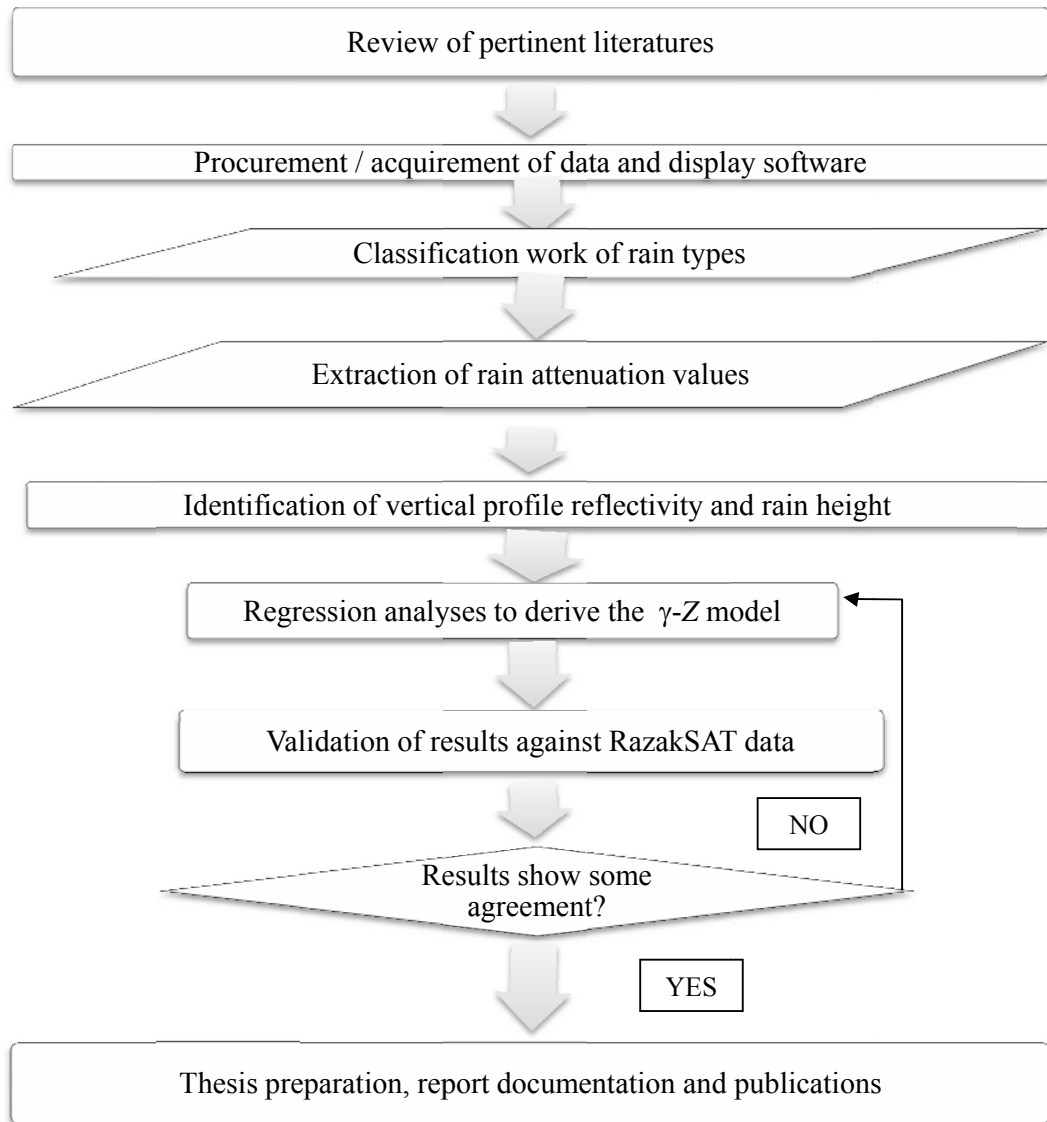 Review of pertinent literatures
Procurement / acquirement of data and display software
Classification work of rain types
Extraction of rain attenuation values
Identification of vertical profile reflectivity and rain height
Regression analyses to derive the γ-Z model
Validation of results against RazakSAT data
NO
Results show some
agreement?
YES
Thesis preparation, report documentation and publications